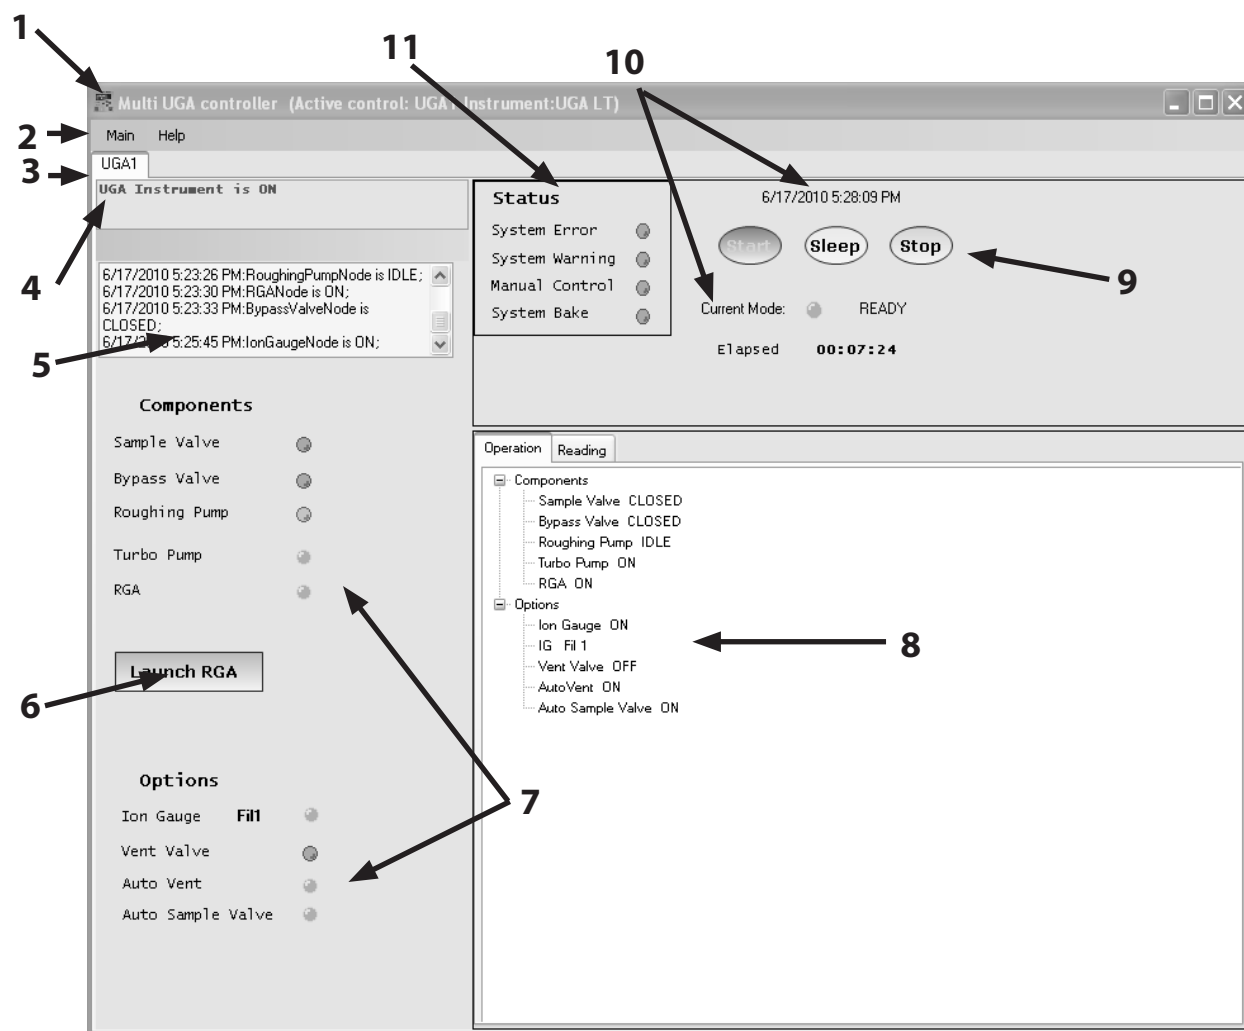 1
11
10
Multi UGA controller (Active control: UGA1 Instrument:UGA LT)
2
Main Help
3
UGA1
UGA Instrument is ON
4
Status
System Error
System Warning
Manual Control
System Bake
6/17/2010 5:28:09 PM
Start Sleep Stop
9
Current Mode: READY
Elapsed 00:07:24
6/17/2010 5:23:26 PM:RoughingPumpNode is IDLE;
6/17/2010 5:23:30 PM:RGANode is ON;
6/17/2010 5:23:33 PM:BypassValveNode is
CLOSED;
6/17/2010 5:25:45 PM:IonGaugeNode is ON;
5
Components
Sample Valve
Bypass Valve
Roughing Pump
Turbo Pump
RGA
Launch RGA
6
Options
Ion Gauge Fil1
Vent Valve
Auto Vent
Auto Sample Valve
7
Operation Reading
Components
Sample Valve CLOSED
Bypass Valve CLOSED
Roughing Pump IDLE
Turbo Pump ON
RGA ON
Options
Ion Gauge ON
IG Fil 1
Vent Valve OFF
AutoVent ON
Auto Sample Valve ON
8